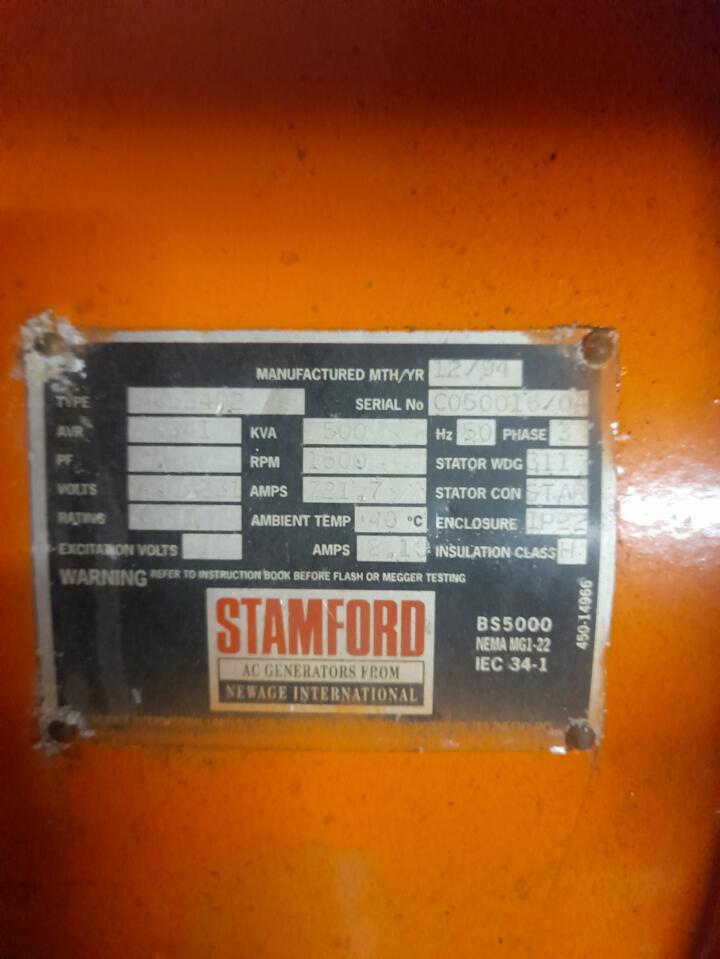 MANUFACTURED MTH/YR 12/94
TYPE SERIAL No C050016/04
AVR KVA 500 Hz 50 PHASE 3
PF RPM 1500 STATOR WDG 311
VOLTS AMPS 721.7 STATOR CON STAR
RATING AMBIENT TEMP 40 °C ENCLOSURE IP22
EXCITATION VOLTS AMPS INSULATION CLASS H
WARNING REFER TO INSTRUCTION BOOK BEFORE FLASH OR MEGGER TESTING
STAMFORD
AC GENERATORS FROM
NEWAGE INTERNATIONAL
BS5000
NEMA MG1-22
IEC 34-1
450-14966